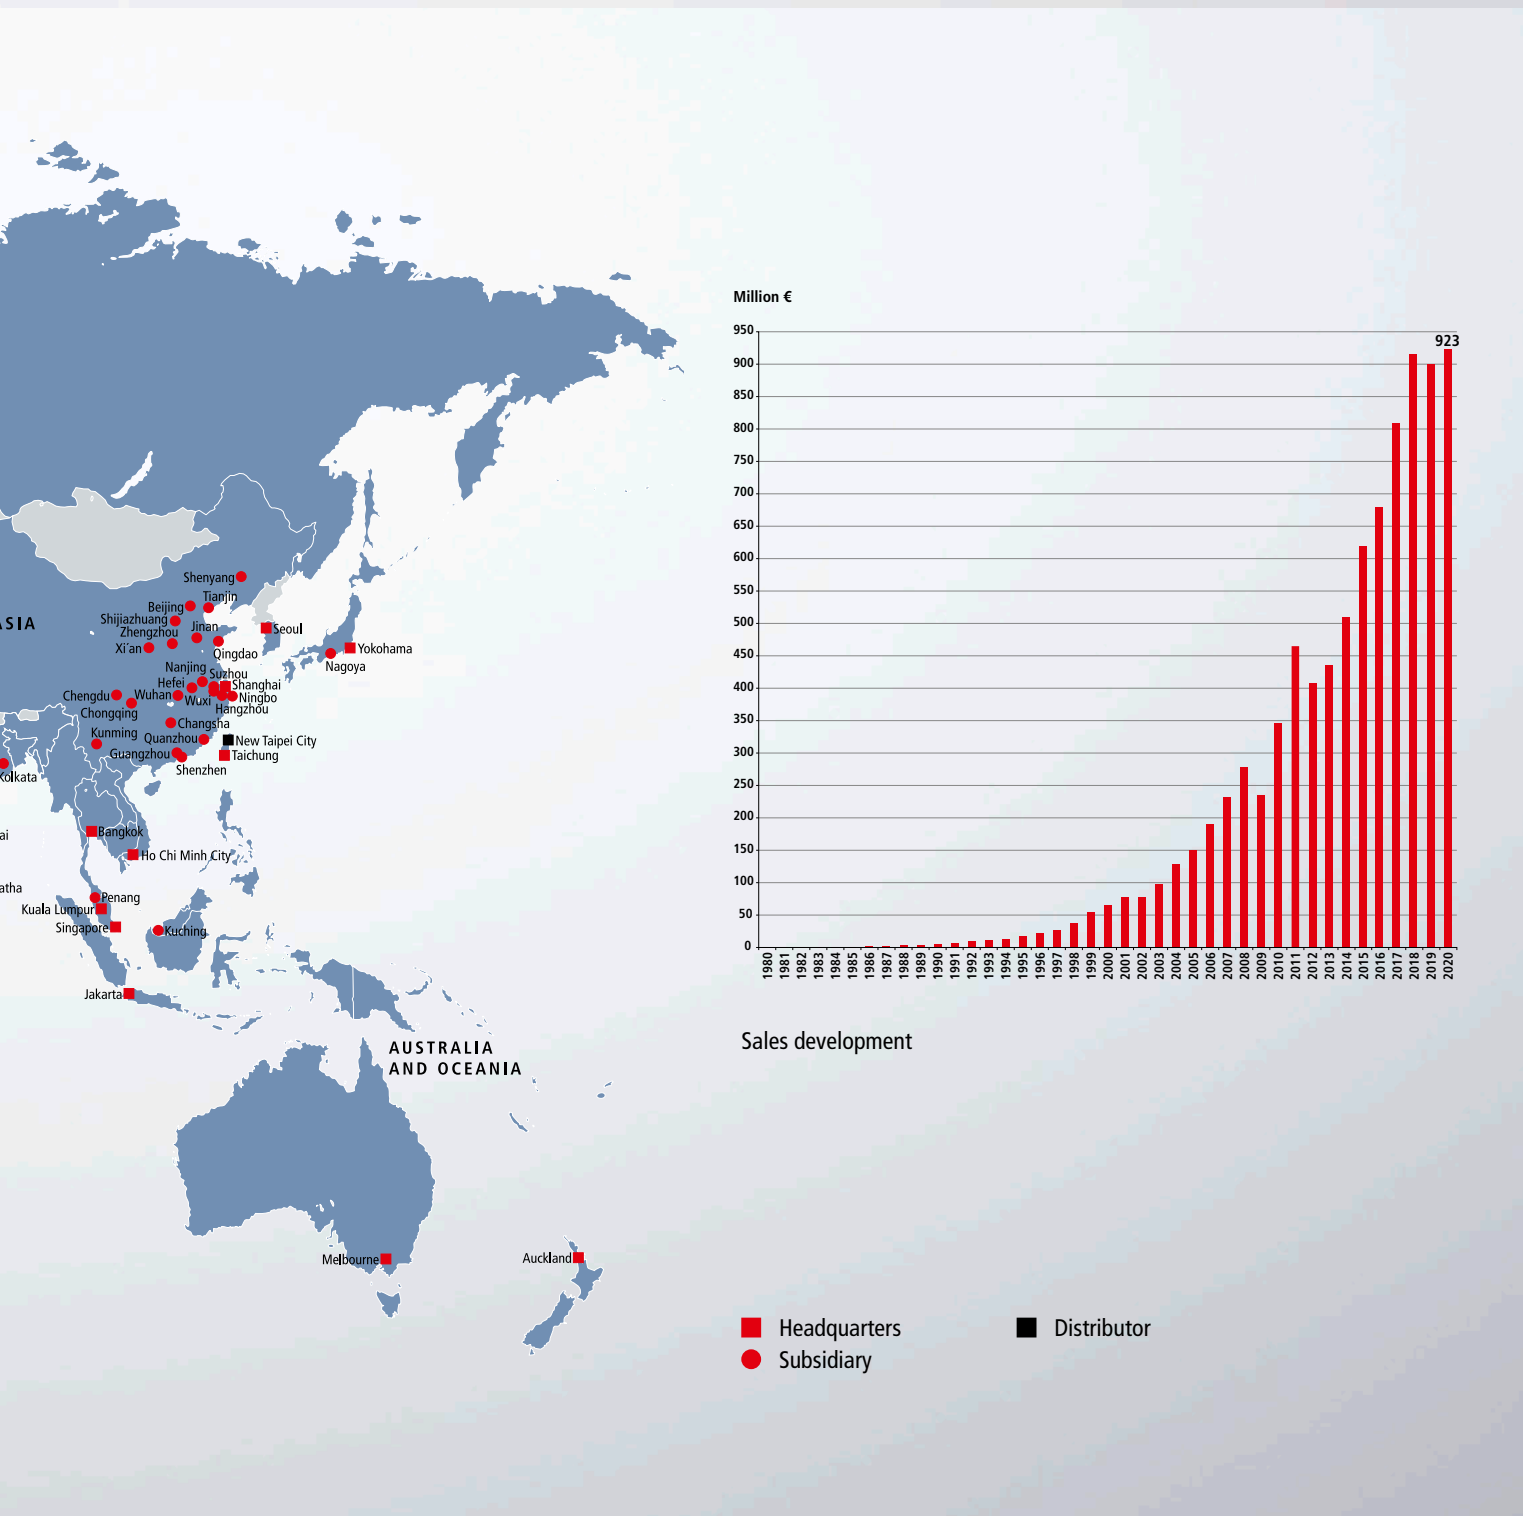 ASIA
Shenyang
Tianjin
Beijing
Shijiazhuang
Jinan
Zhengzhou
Xi´an
Qingdao
Seoul
Yokohama
Nagoya
Nanjing
Suzhou
Hefei
Shanghai
Chengdu
Wuhan
Wuxi
Ningbo
Hangzhou
Chongqing
Changsha
Kunming
Quanzhou
New Taipei City
Guangzhou
Taichung
Shenzhen
Kolkata
Bangkok
ai
Ho Chi Minh City
atha
Penang
Kuala Lumpur
Singapore
Kuching
Jakarta
AUSTRALIA
AND OCEANIA
Melbourne
Auckland
Million €
950
923
900
850
800
750
700
650
600
550
500
450
400
350
300
250
200
150
100
50
0
1980
1981
1982
1983
1984
1985
1986
1987
1988
1989
1990
1991
1992
1993
1994
1995
1996
1997
1998
1999
2000
2001
2002
2003
2004
2005
2006
2007
2008
2009
2010
2011
2012
2013
2014
2015
2016
2017
2018
2019
2020
Sales development
Headquarters
Distributor
Subsidiary